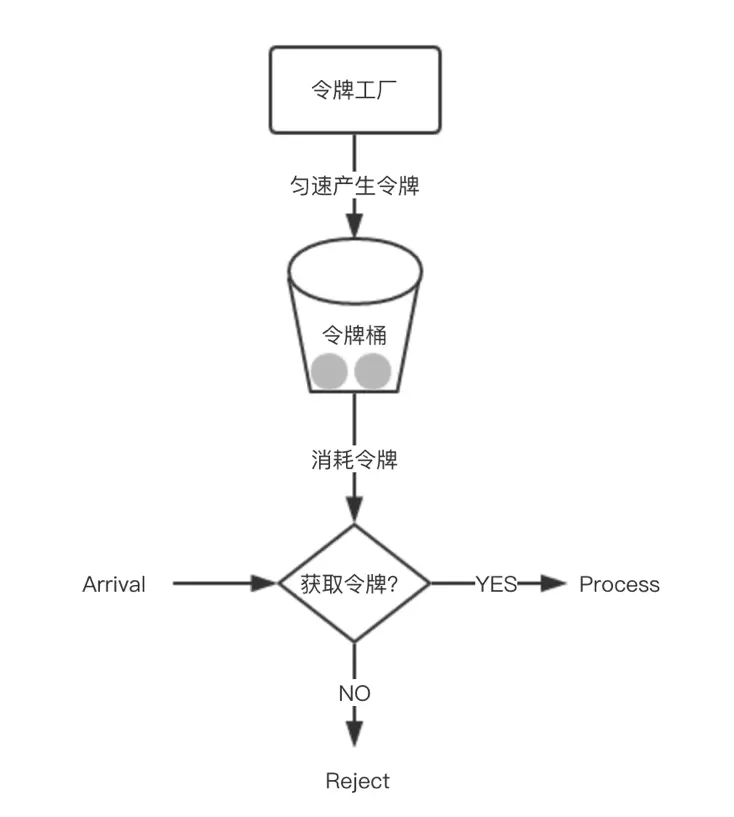 令牌工厂
匀速产生令牌
令牌桶
消耗令牌
Arrival
获取令牌?
YES
Process
NO
Reject